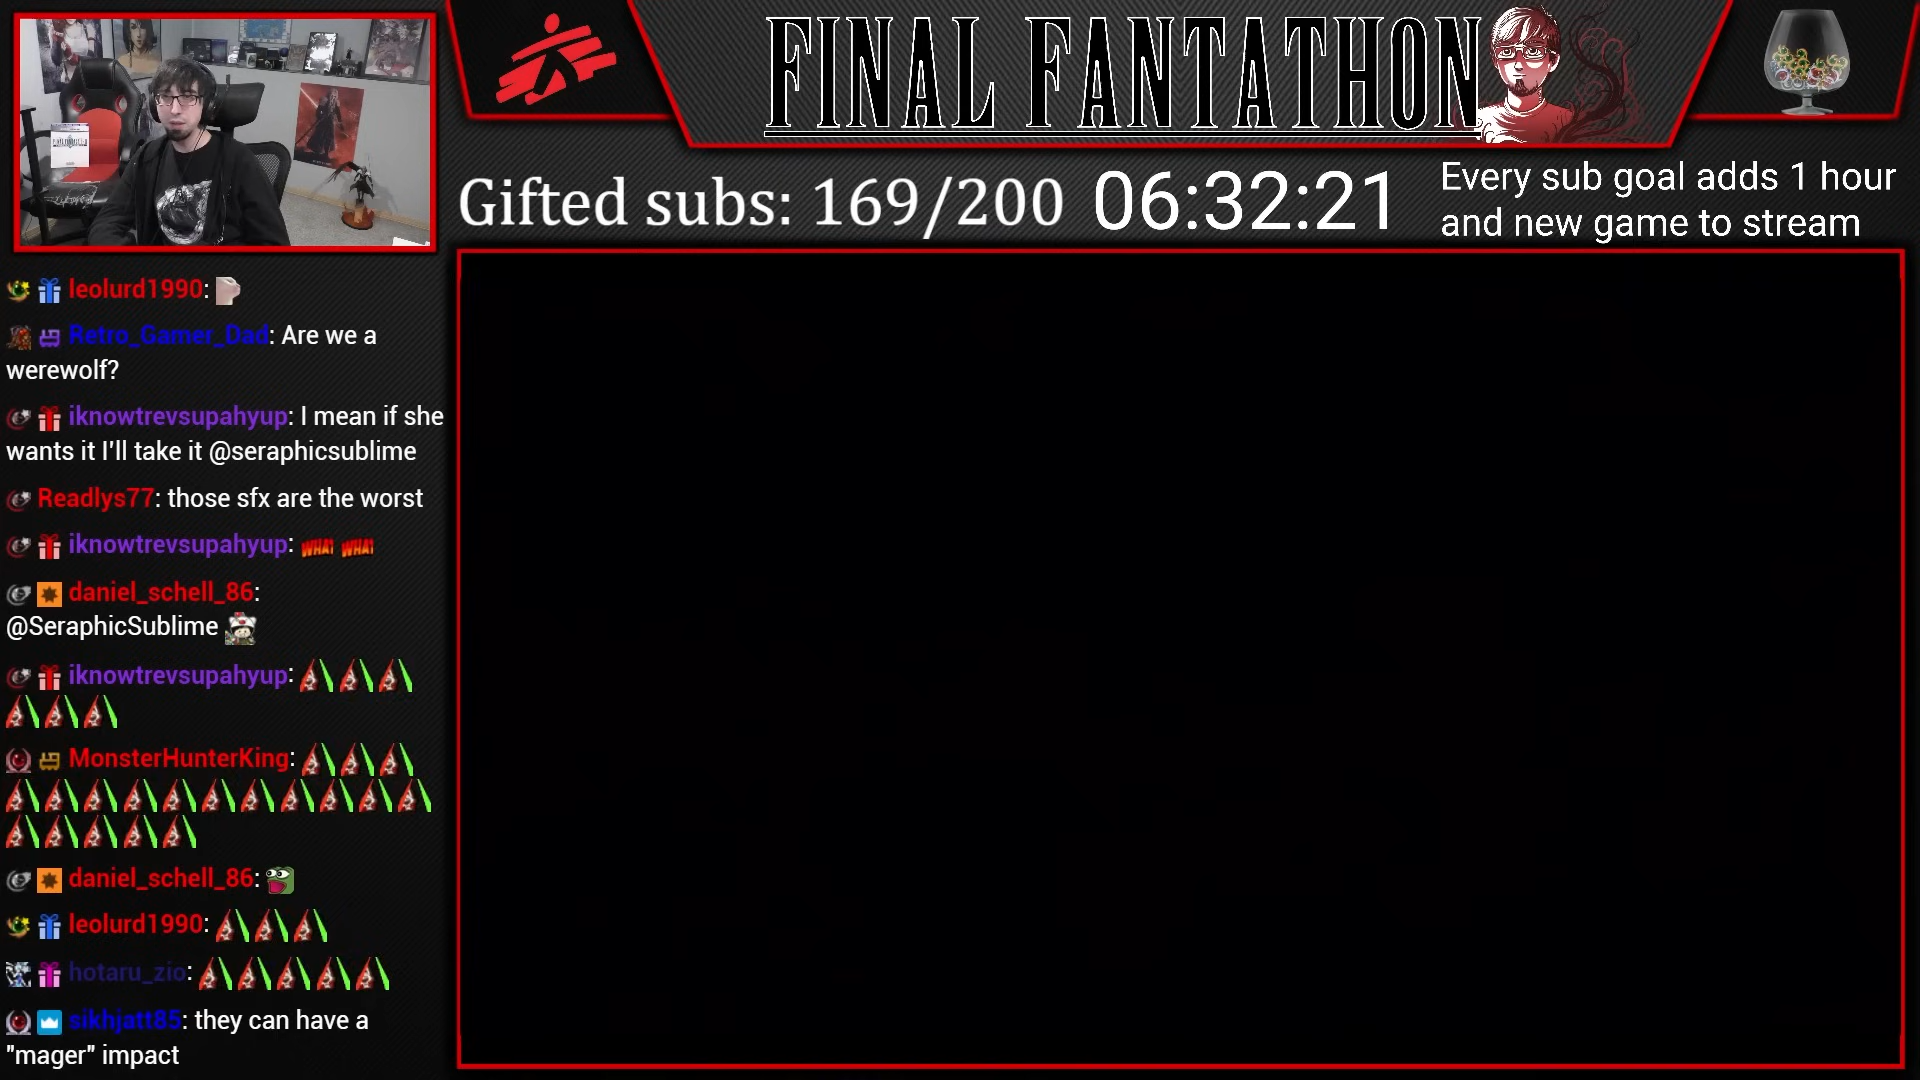 FINAL FANTATHON
Gifted subs: 169/200
06:32:21
Every sub goal adds 1 hour
and new game to stream
leolurd1990:
Retro_Gamer_Dad: Are we a
werewolf?
iknowtrevsupahyup: I mean if she
wants it I'll take it @seraphicsublime
Readlys77: those sfx are the worst
iknowtrevsupahyup: WHAT WHAT
daniel_schell_86:
@SeraphicSublime
iknowtrevsupahyup:
MonsterHunterKing:
daniel_schell_86:
leolurd1990:
hotaru_zio:
sikhjatt85: they can have a
"mager" impact